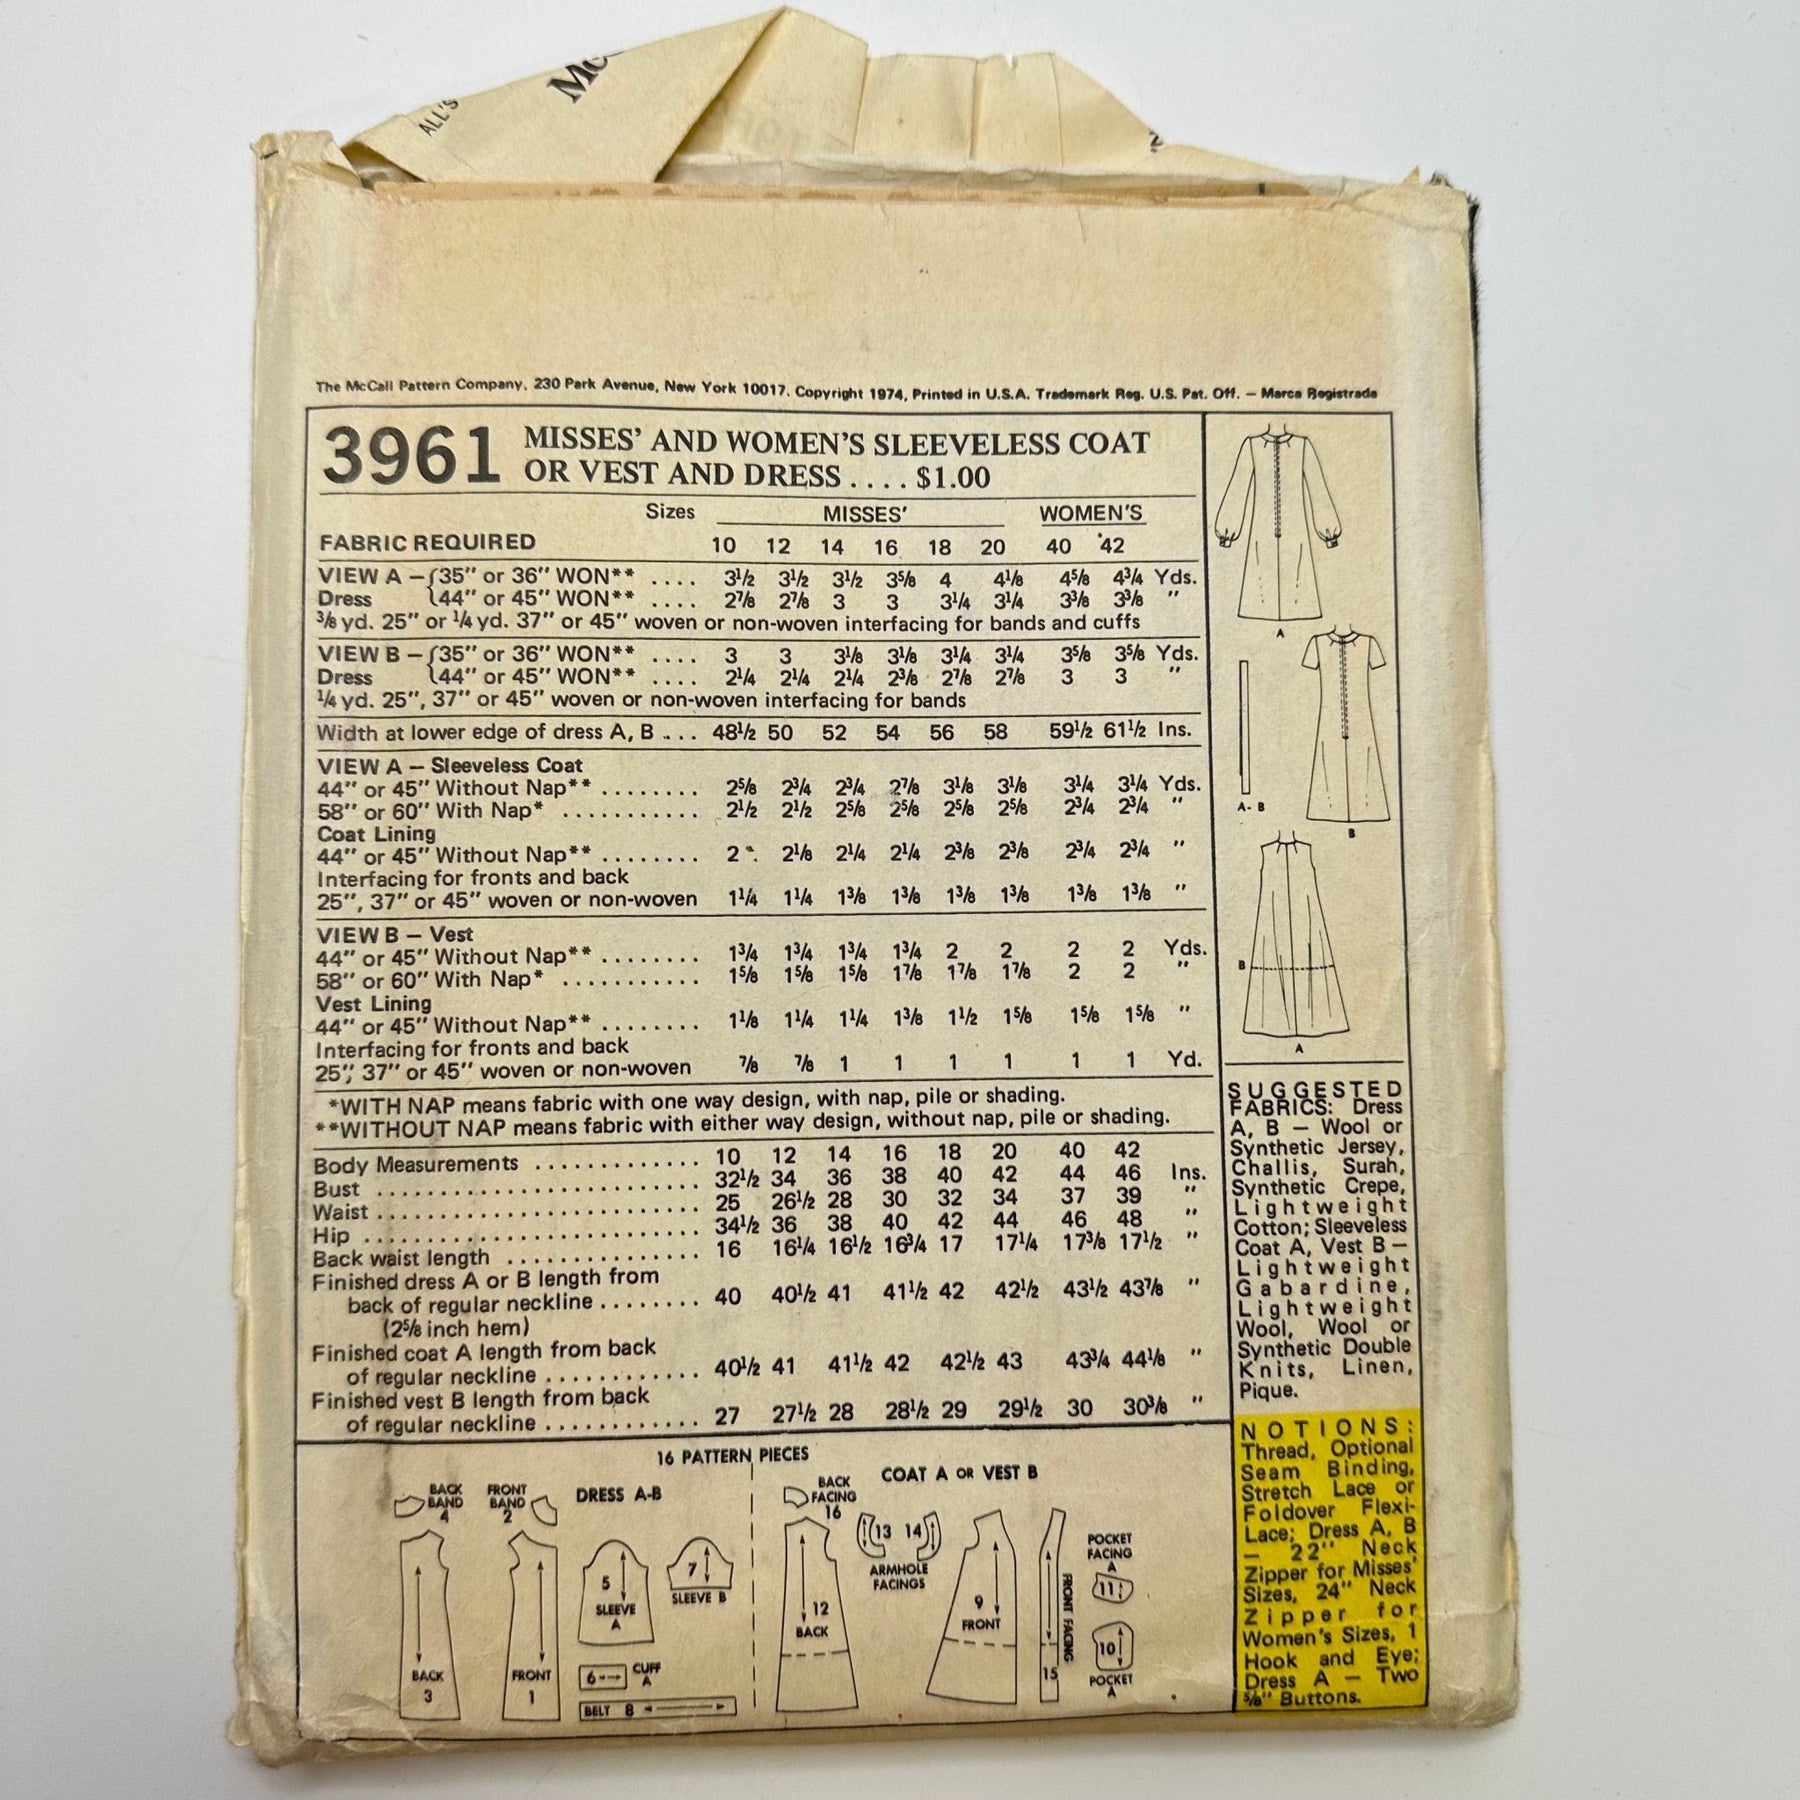 ALL'S
Mc
The McCall Pattern Company, 230 Park Avenue, New York 10017. Copyright 1974, Printed in U.S.A. Trademark Reg. U.S. Pat. Off. – Marca Registrada
3961 MISSES' AND WOMEN'S SLEEVELESS COAT
OR VEST AND DRESS .... $1.00
Sizes MISSES' WOMEN'S
FABRIC REQUIRED 10 12 14 16 18 20 40 42
VIEW A – {35" or 36" WON** .... 3½ 3½ 3½ 3⅝ 4 4⅛ 4⅝ 4¾ Yds.
Dress {44" or 45" WON** .... 2⅞ 2⅞ 3 3 3¼ 3¼ 3⅜ 3⅜ "
⅜ yd. 25" or ¼ yd. 37" or 45" woven or non-woven interfacing for bands and cuffs
VIEW B – {35" or 36" WON** .... 3 3 3⅛ 3⅛ 3¼ 3¼ 3⅝ 3⅝ Yds.
Dress {44" or 45" WON** .... 2¼ 2¼ 2¼ 2⅜ 2⅞ 2⅞ 3 3 "
¼ yd. 25", 37" or 45" woven or non-woven interfacing for bands
Width at lower edge of dress A, B ... 48½ 50 52 54 56 58 59½ 61½ Ins.
VIEW A – Sleeveless Coat
44" or 45" Without Nap** ........ 2⅝ 2¾ 2¾ 2⅞ 3⅛ 3⅛ 3¼ 3¼ Yds.
58" or 60" With Nap* ........... 2½ 2½ 2⅝ 2⅝ 2⅝ 2⅝ 2¾ 2¾ "
Coat Lining
44" or 45" Without Nap** ........ 2 2⅛ 2¼ 2¼ 2⅜ 2⅜ 2¾ 2¾ "
Interfacing for fronts and back
25", 37" or 45" woven or non-woven 1¼ 1¼ 1⅜ 1⅜ 1⅜ 1⅜ 1⅜ 1⅜ "
VIEW B – Vest
44" or 45" Without Nap** ........ 1¾ 1¾ 1¾ 1¾ 2 2 2 2 Yds.
58" or 60" With Nap* ........... 1⅝ 1⅝ 1⅝ 1⅞ 1⅞ 1⅞ 2 2 "
Vest Lining
44" or 45" Without Nap** ........ 1⅛ 1¼ 1¼ 1⅜ 1½ 1⅝ 1⅝ 1⅝ "
Interfacing for fronts and back
25", 37" or 45" woven or non-woven ⅞ ⅞ 1 1 1 1 1 1 Yd.
*WITH NAP means fabric with one way design, with nap, pile or shading.
**WITHOUT NAP means fabric with either way design, without nap, pile or shading.
Body Measurements ............. 10 12 14 16 18 20 40 42
Bust ......................... 32½ 34 36 38 40 42 44 46 Ins.
Waist ........................ 25 26½ 28 30 32 34 37 39 "
Hip .......................... 34½ 36 38 40 42 44 46 48 "
Back waist length ............... 16 16¼ 16½ 16¾ 17 17¼ 17⅜ 17½ "
Finished dress A or B length from
back of regular neckline ........ 40 40½ 41 41½ 42 42½ 43½ 43⅞ "
(2⅝ inch hem)
Finished coat A length from back
of regular neckline ............ 40½ 41 41½ 42 42½ 43 43¾ 44⅛ "
Finished vest B length from back
of regular neckline ............ 27 27½ 28 28½ 29 29½ 30 30⅜ "
A
B
A-B
B
A
SUGGESTED
FABRICS: Dress
A, B – Wool or
Synthetic Jersey,
Challis, Surah,
Synthetic Crepe,
Lightweight
Cotton; Sleeveless
Coat A, Vest B –
Lightweight
Gabardine,
Lightweight
Wool, Wool or
Synthetic Double
Knits, Linen,
Pique.
NOTIONS:
Thread, Optional
Seam Binding,
Stretch Lace or
Foldover Flexi-
Lace; Dress A, B
– 22" Neck
Zipper for Misses'
Sizes, 24" Neck
Zipper for
Women's Sizes, 1
Hook and Eye;
Dress A – Two
⅝" Buttons.
16 PATTERN PIECES
DRESS A-B
BACK
BAND
4
FRONT
BAND
2
BACK
3
FRONT
1
5
SLEEVE
A
7
SLEEVE B
6
CUFF
A
BELT 8
COAT A OR VEST B
BACK
FACING
16
12
BACK
13 14
ARMHOLE
FACINGS
9
FRONT
FRONT FACING
15
POCKET
FACING
A
11
10
POCKET
A